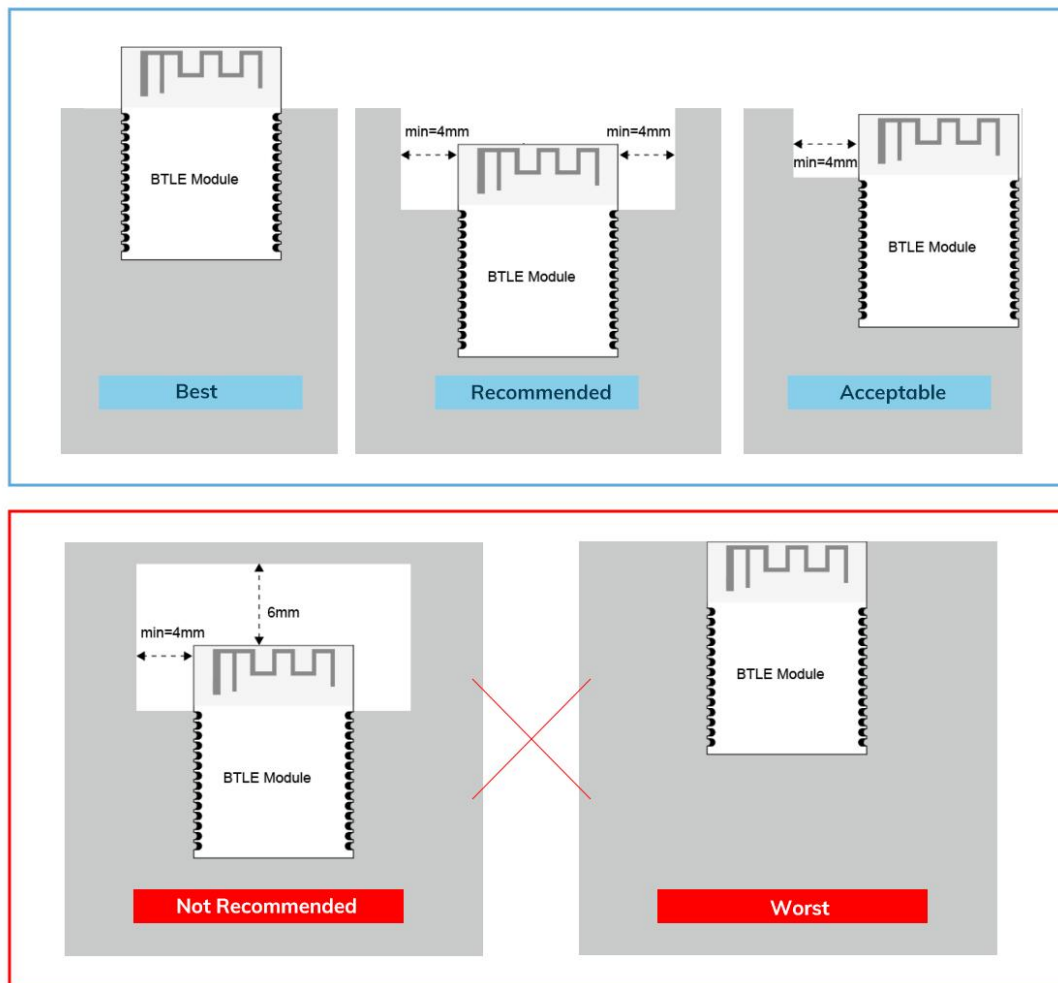 min=4mm
min=4mm
min=4mm
BTLE Module
BTLE Module
BTLE Module
Best
Recommended
Acceptable
6mm
min=4mm
BTLE Module
BTLE Module
Not Recommended
Worst